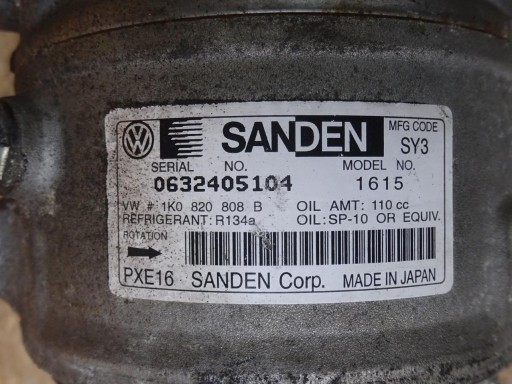 VW SANDEN MFG CODE
SY3
SERIAL NO. MODEL NO.
0632405104 1615
VW # 1K0 820 808 B OIL AMT: 110 cc
REFRIGERANT: R134a OIL:SP-10 OR EQUIV.
ROTATION
PXE16 SANDEN Corp. MADE IN JAPAN